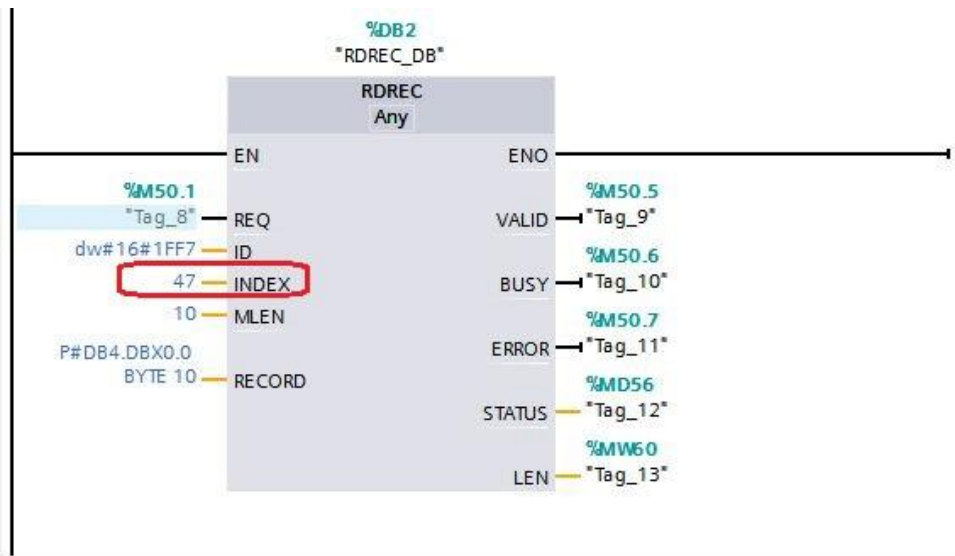 %DB2
"RDREC_DB"
RDREC
Any
EN
ENO
%M50.1
"Tag_8"
REQ
dw#16#1FF7
ID
47
INDEX
10
MLEN
P#DB4.DBX0.0
BYTE 10
RECORD
%M50.5
VALID
"Tag_9"
%M50.6
BUSY
"Tag_10"
%M50.7
ERROR
"Tag_11"
%MD56
STATUS
"Tag_12"
%MW60
LEN
"Tag_13"